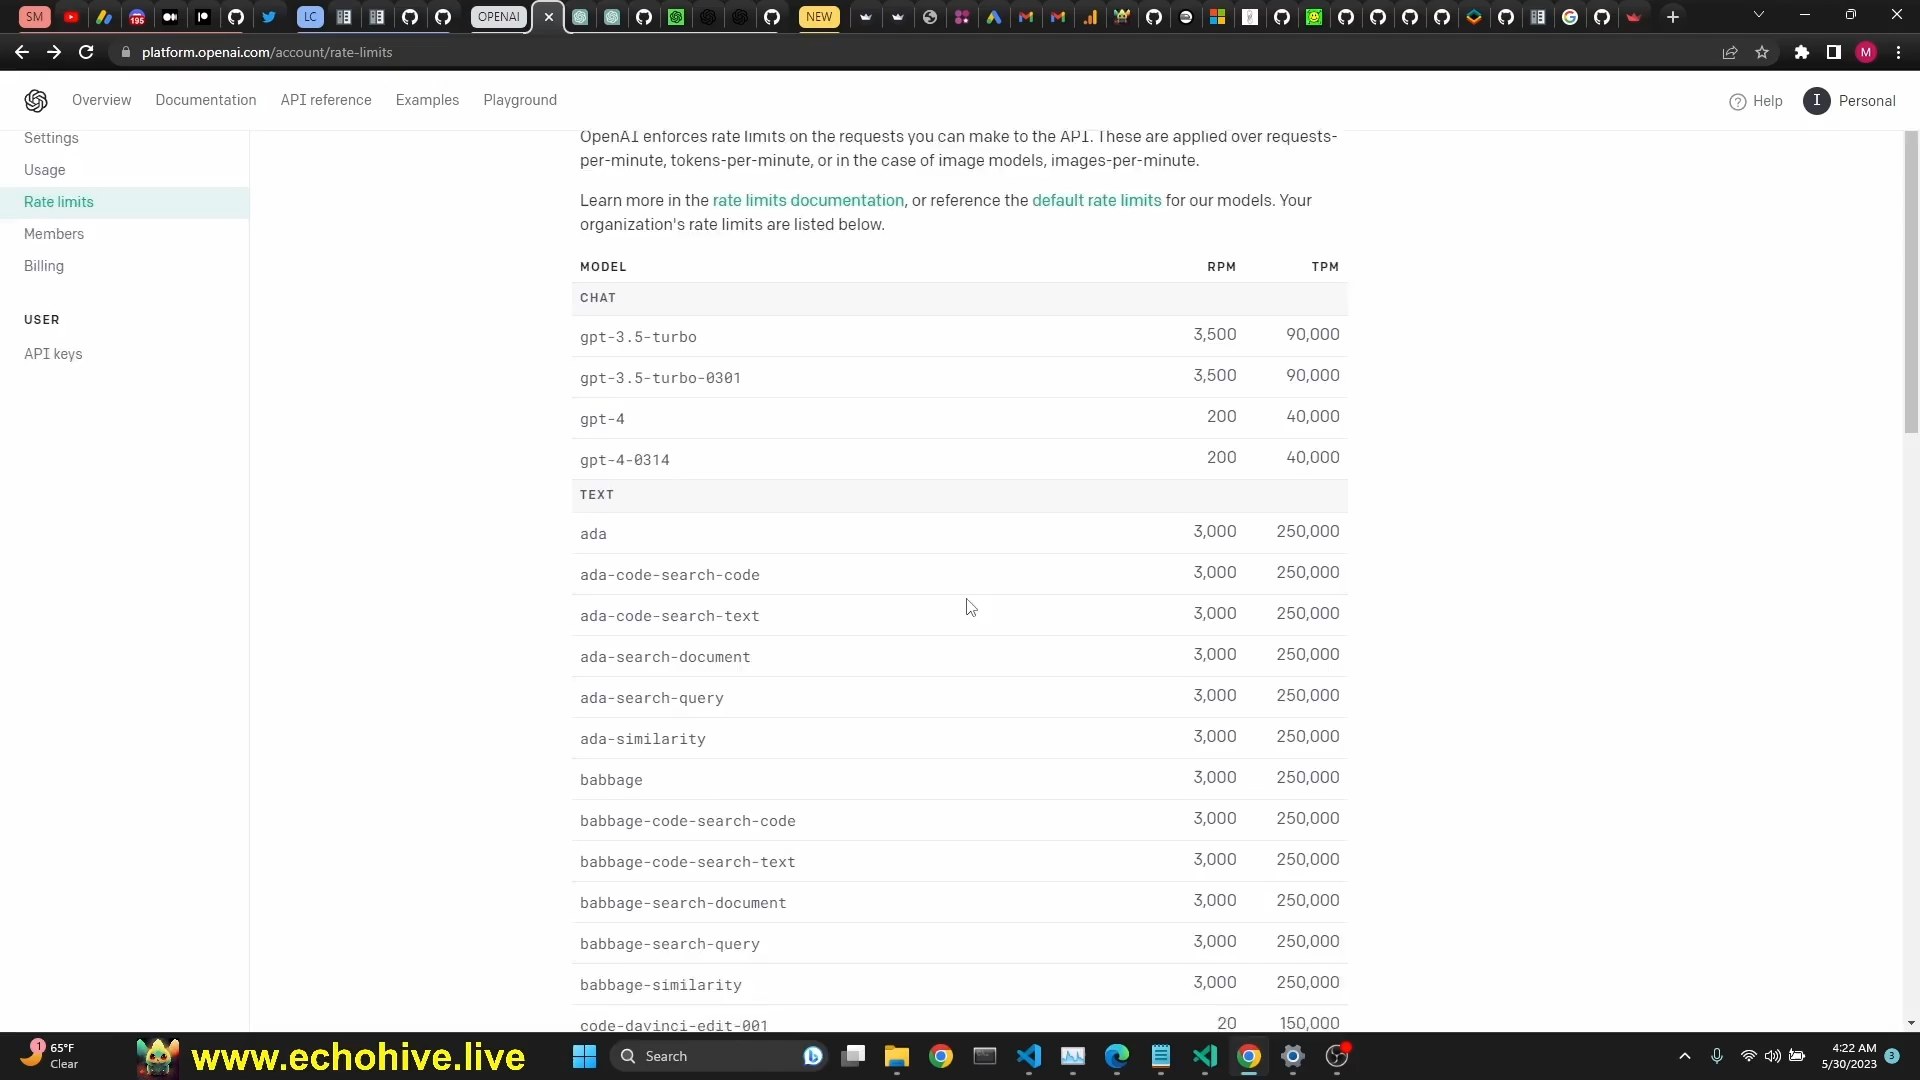 SM
LC
OPENAI
NEW
platform.openai.com/account/rate-limits
M
Overview
Documentation
API reference
Examples
Playground
Help
I
Personal
Settings
Usage
Rate limits
Members
Billing
USER
API keys
OpenAI enforces rate limits on the requests you can make to the API. These are applied over requests-
per-minute, tokens-per-minute, or in the case of image models, images-per-minute.
Learn more in the rate limits documentation, or reference the default rate limits for our models. Your
organization's rate limits are listed below.
MODEL RPM TPM
CHAT
gpt-3.5-turbo 3,500 90,000
gpt-3.5-turbo-0301 3,500 90,000
gpt-4 200 40,000
gpt-4-0314 200 40,000
TEXT
ada 3,000 250,000
ada-code-search-code 3,000 250,000
ada-code-search-text 3,000 250,000
ada-search-document 3,000 250,000
ada-search-query 3,000 250,000
ada-similarity 3,000 250,000
babbage 3,000 250,000
babbage-code-search-code 3,000 250,000
babbage-code-search-text 3,000 250,000
babbage-search-document 3,000 250,000
babbage-search-query 3,000 250,000
babbage-similarity 3,000 250,000
code-davinci-edit-001 20 150,000
1
65°F
Clear
www.echohive.live
Search
4:22 AM
5/30/2023
3